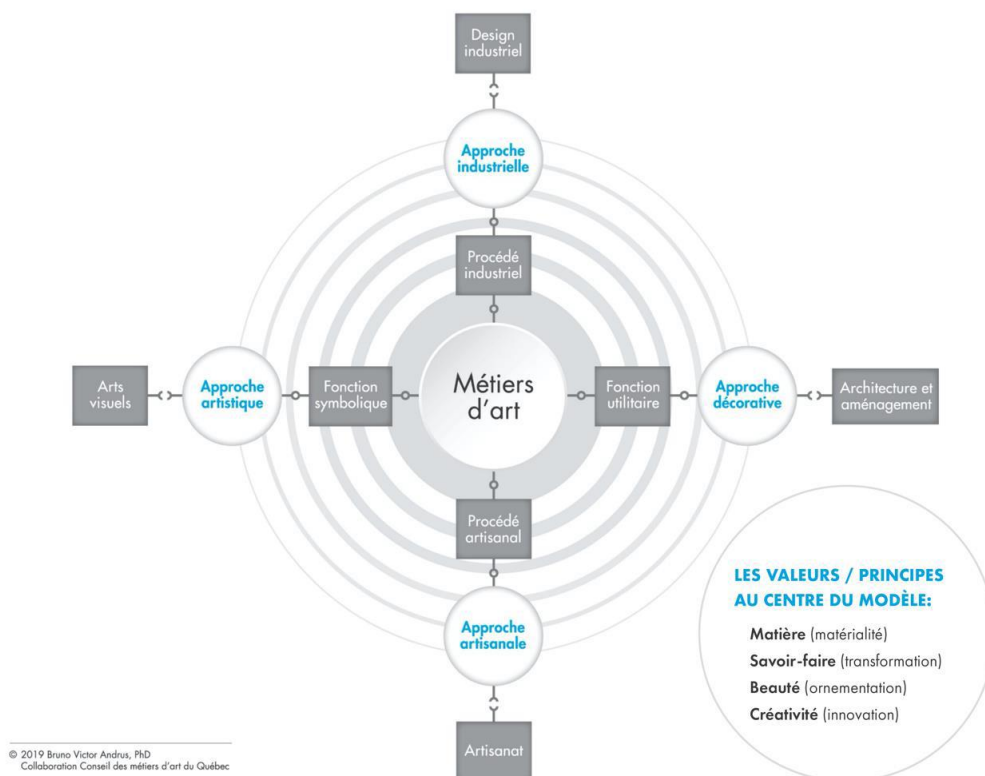 Design
industriel
Approche
industrielle
Procédé
industriel
Arts
visuels
Approche
artistique
Fonction
symbolique
Métiers
d'art
Fonction
utilitaire
Approche
décorative
Architecture et
aménagement
Procédé
artisanal
Approche
artisanale
Artisanat
LES VALEURS / PRINCIPES
AU CENTRE DU MODÈLE:
Matière (matérialité)
Savoir-faire (transformation)
Beauté (ornementation)
Créativité (innovation)
© 2019 Bruno Victor Andrus, PhD
Collaboration Conseil des métiers d'art du Québec